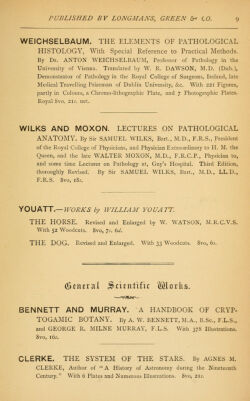 PUBLISHED BY LONGMANS, GREEN & CO. 9
WEICHSELBAUM. THE ELEMENTS OF PATHOLOGICAL
HISTOLOGY, With Special Reference to Practical Methods.
By Dr. ANTON WEICHSELBAUM, Professor of Pathology in the
University of Vienna. Translated by W. R. DAWSON, M.D. (Dub.),
Demonstrator of Pathology in the Royal College of Surgeons, Ireland, late
Medical Travelling Prizeman of Dublin University, &c. With 221 Figures,
partly in Colours, a Chromo-lithographic Plate, and 7 Photographic Plates.
Royal 8vo. 21s. net.
WILKS AND MOXON. LECTURES ON PATHOLOGICAL
ANATOMY. By Sir SAMUEL WILKS, Bart., M.D., F.R.S., President
of the Royal College of Physicians, and Physician Extraordinary to H. M. the
Queen, and the late WALTER MOXON, M.D., F.R.C.P., Physician to,
and some time Lecturer on Pathology at, Guy's Hospital. Third Edition,
thoroughly Revised. By Sir SAMUEL WILKS, Bart., M.D., LL.D.,
F.R.S. 8vo, 18s.
YOUATT.—WORKS by WILLIAM YOUATT.
THE HORSE. Revised and Enlarged by W. WATSON, M.R.C.V.S.
With 52 Woodcuts. 8vo, 7s. 6d.
THE DOG. Revised and Enlarged. With 33 Woodcuts. 8vo, 6s.
General Scientific Works.
BENNETT AND MURRAY. A HANDBOOK OF CRYP-
TOGAMIC BOTANY. By A. W. BENNETT, M.A., B.Sc., F.L.S.,
and GEORGE R. MILNE MURRAY, F.L.S. With 378 Illustrations.
8vo, 16s.
CLERKE. THE SYSTEM OF THE STARS. By AGNES M.
CLERKE, Author of "A History of Astronomy during the Nineteenth
Century." With 6 Plates and Numerous Illustrations. 8vo, 21s.